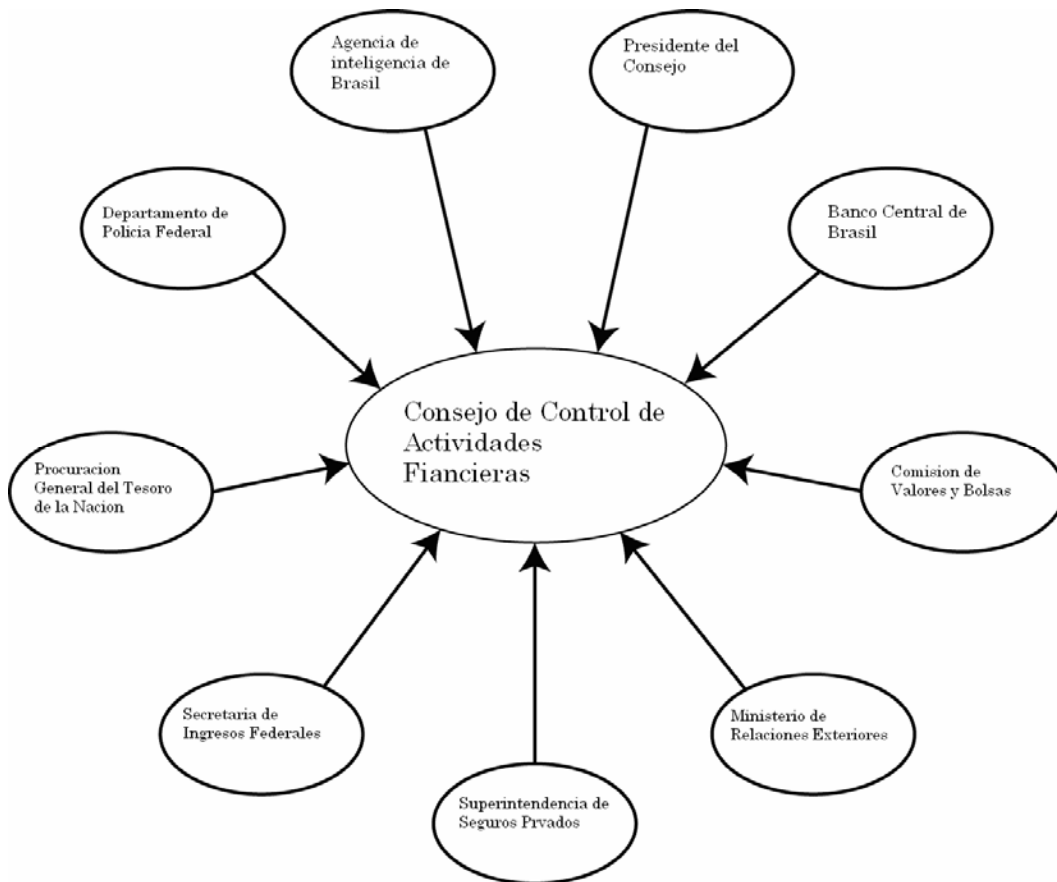 Agencia de
inteligencia de
Brasil
Presidente del
Consejo
Departamento de
Policia Federal
Banco Central de
Brasil
Consejo de Control de
Actividades
Fiancieras
Procuracion
General del Tesoro
de la Nacion
Comision de
Valores y Bolsas
Secretaria de
Ingresos Federales
Ministerio de
Relaciones Exteriores
Superintendencia de
Seguros Prvados